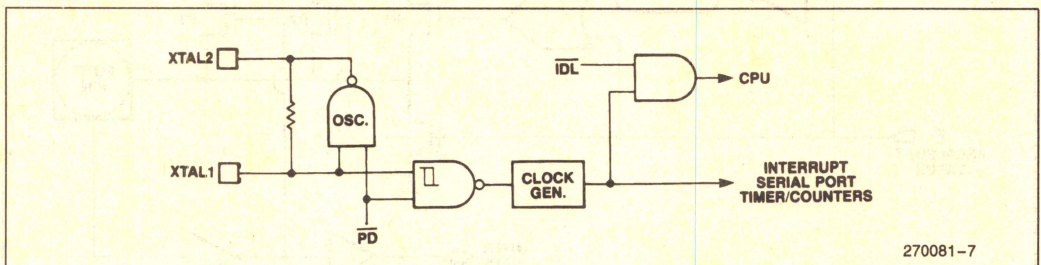 XTAL2
IDL
CPU
OSC.
XTAL1
CLOCK
GEN.
INTERRUPT
SERIAL PORT
TIMER/COUNTERS
PD
270081-7